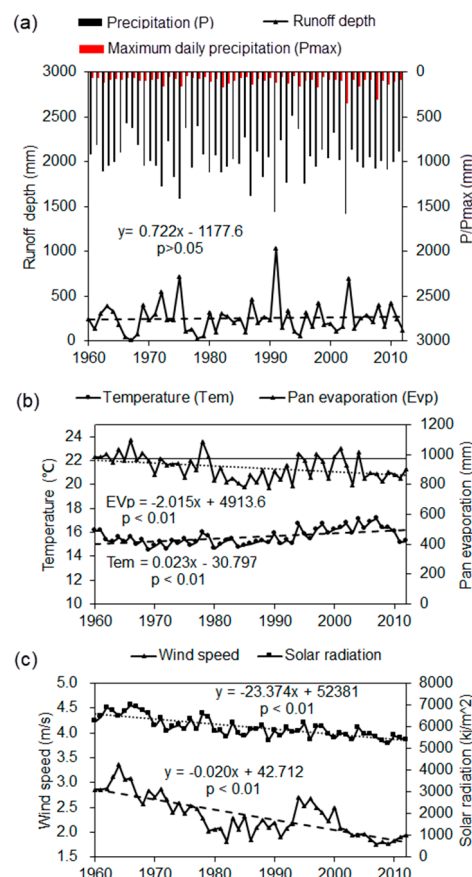 (a)
Precipitation (P)
Runoff depth
Maximum daily precipitation (Pmax)
3000
2500
2000
1500
1000
500
0
Runoff depth (mm)
0
500
1000
1500
2000
2500
3000
P/Pmax (mm)
y= 0.722x - 1177.6
p>0.05
1960 1970 1980 1990 2000 2010
(b)
Temperature (Tem)
Pan evaporation (Evp)
24
22
20
18
16
14
12
10
Temperature (℃)
1200
1000
800
600
400
200
0
Pan evaporation (mm)
EVp = -2.015x + 4913.6
p < 0.01
Tem = 0.023x - 30.797
p < 0.01
1960 1970 1980 1990 2000 2010
(c)
Wind speed
Solar radiation
5.0
4.5
4.0
3.5
3.0
2.5
2.0
1.5
Wind speed (m/s)
8000
7000
6000
5000
4000
3000
2000
1000
0
Solar radiation (kj/m^2)
y = -23.374x + 52381
p < 0.01
y = -0.020x + 42.712
p < 0.01
1960 1970 1980 1990 2000 2010